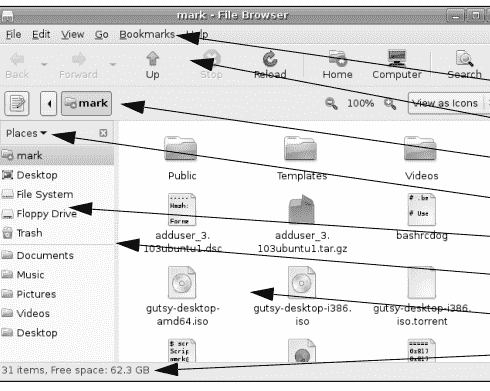 mark - File Browser
File Edit View Go Bookmarks Help
Back Forward Up Stop Reload Home Computer Search
mark 100% View as Icons
Places
mark
Desktop
File System
Floppy Drive
Trash
Documents
Music
Pictures
Videos
Desktop
Public Templates Videos
adduser_3. adduser_3. bashrcdog
103ubuntu1.dsc 103ubuntu1.tar.gz
gutsy-desktop- gutsy-desktop-i386. gutsy-desktop-i386.
amd64.iso iso iso.torrent
31 items, Free space: 62.3 GB